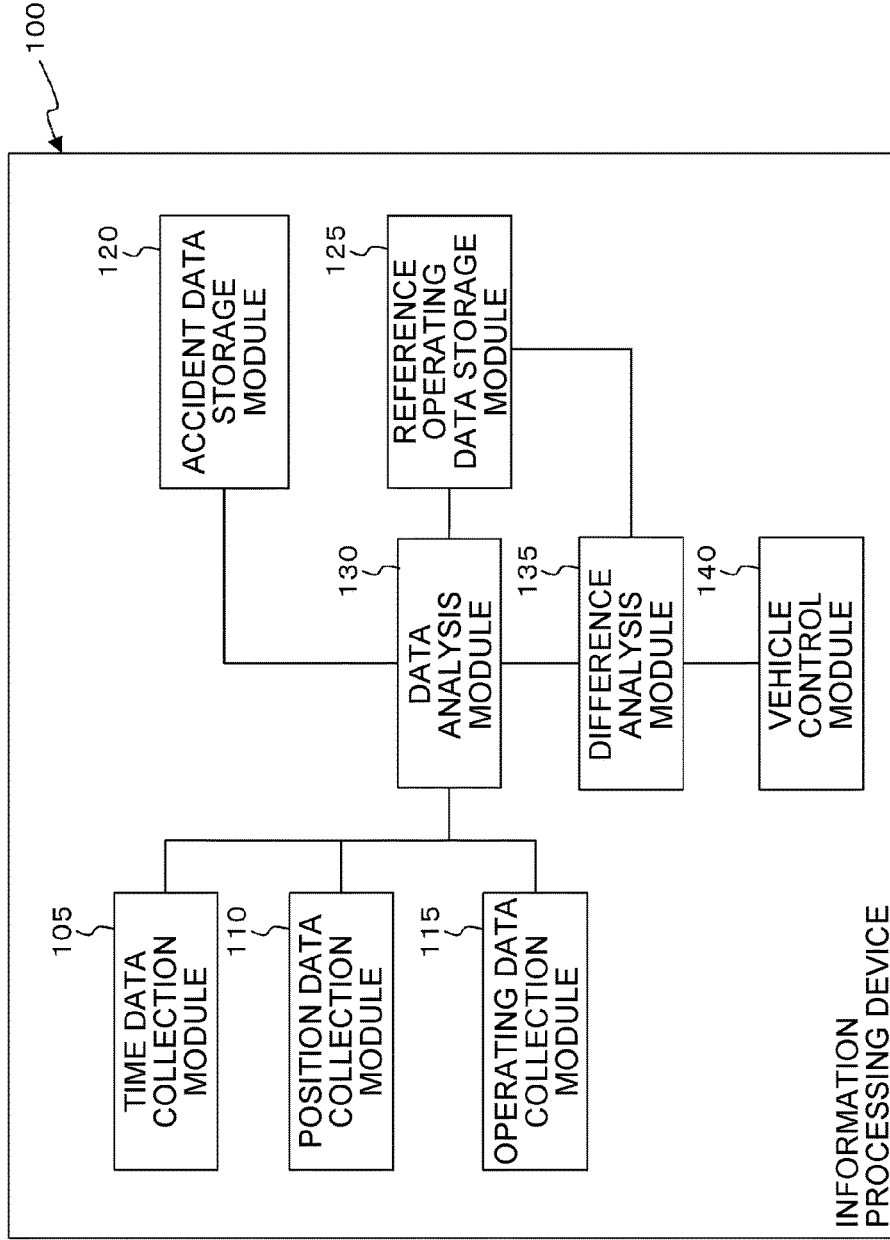 100
105
TIME DATA
COLLECTION
MODULE
110
POSITION DATA
COLLECTION
MODULE
115
OPERATING DATA
COLLECTION
MODULE
120
ACCIDENT DATA
STORAGE
MODULE
125
REFERENCE
OPERATING
DATA STORAGE
MODULE
130
DATA
ANALYSIS
MODULE
135
DIFFERENCE
ANALYSIS
MODULE
140
VEHICLE
CONTROL
MODULE
INFORMATION
PROCESSING DEVICE